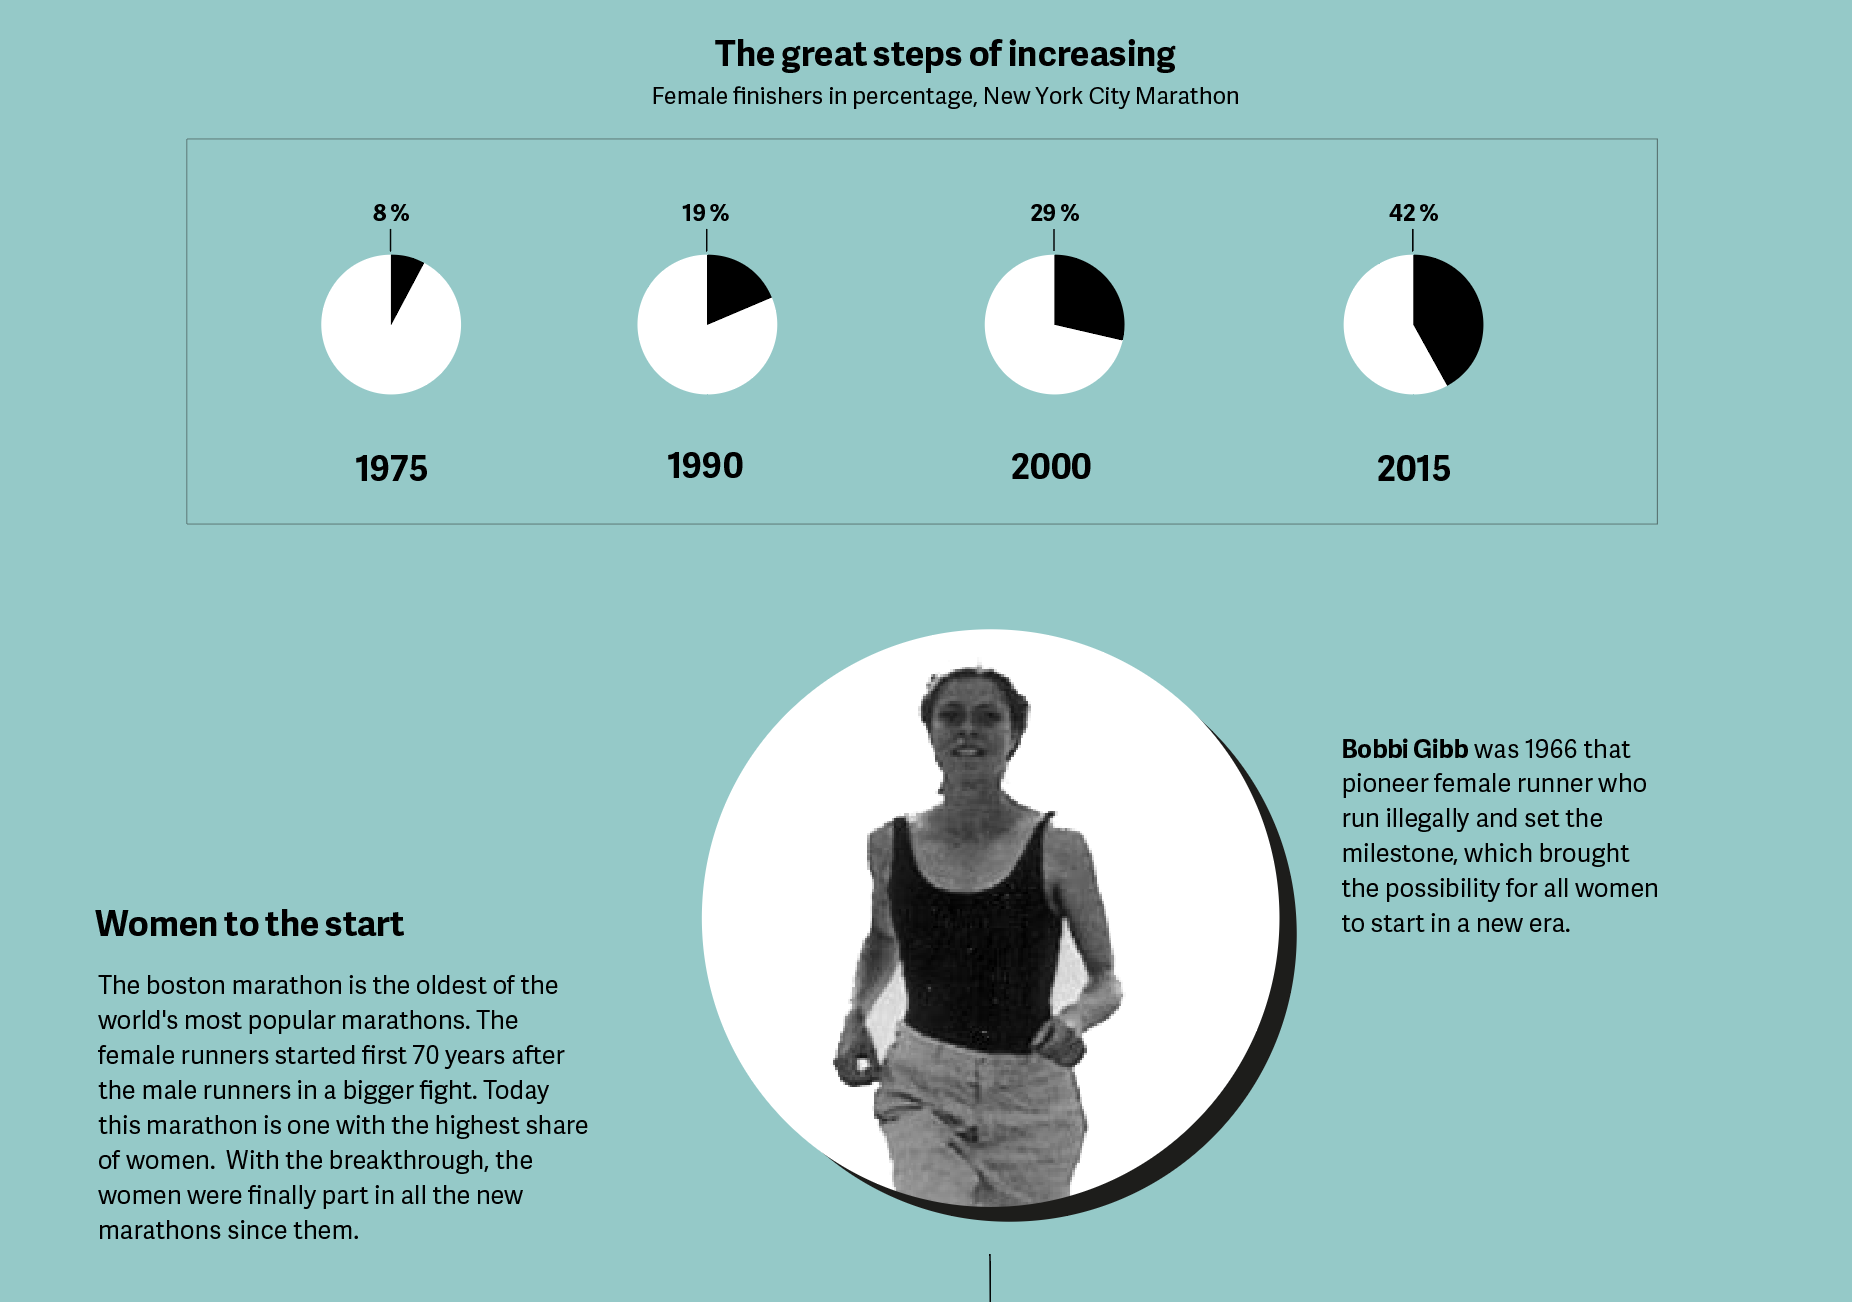 The great steps of increasing
Female finishers in percentage, New York City Marathon
8 %
19 %
29 %
42 %
1975
1990
2000
2015
Bobbi Gibb was 1966 that
pioneer female runner who
run illegally and set the
milestone, which brought
the possibility for all women
to start in a new era.
Women to the start
The boston marathon is the oldest of the
world's most popular marathons. The
female runners started first 70 years after
the male runners in a bigger fight. Today
this marathon is one with the highest share
of women.  With the breakthrough, the
women were finally part in all the new
marathons since them.